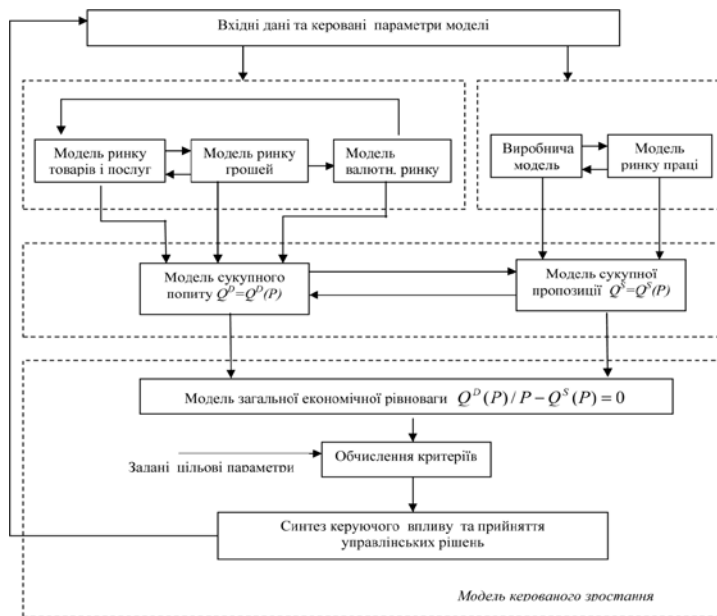 Вхідні дані та керовані параметри моделі
Модель ринку
товарів і послуг
Модель ринку
грошей
Модель
валютн. ринку
Виробнича
модель
Модель
ринку праці
Модель сукупного
попиту Q^D=Q^D(P)
Модель сукупної
пропозиції Q^S=Q^S(P)
Модель загальної економічної рівноваги Q^D(P)/P−Q^S(P)=0
Задані цільові параметри
Обчислення критеріїв
Синтез керуючого впливу та прийняття
управлінських рішень
Модель керованого зростання